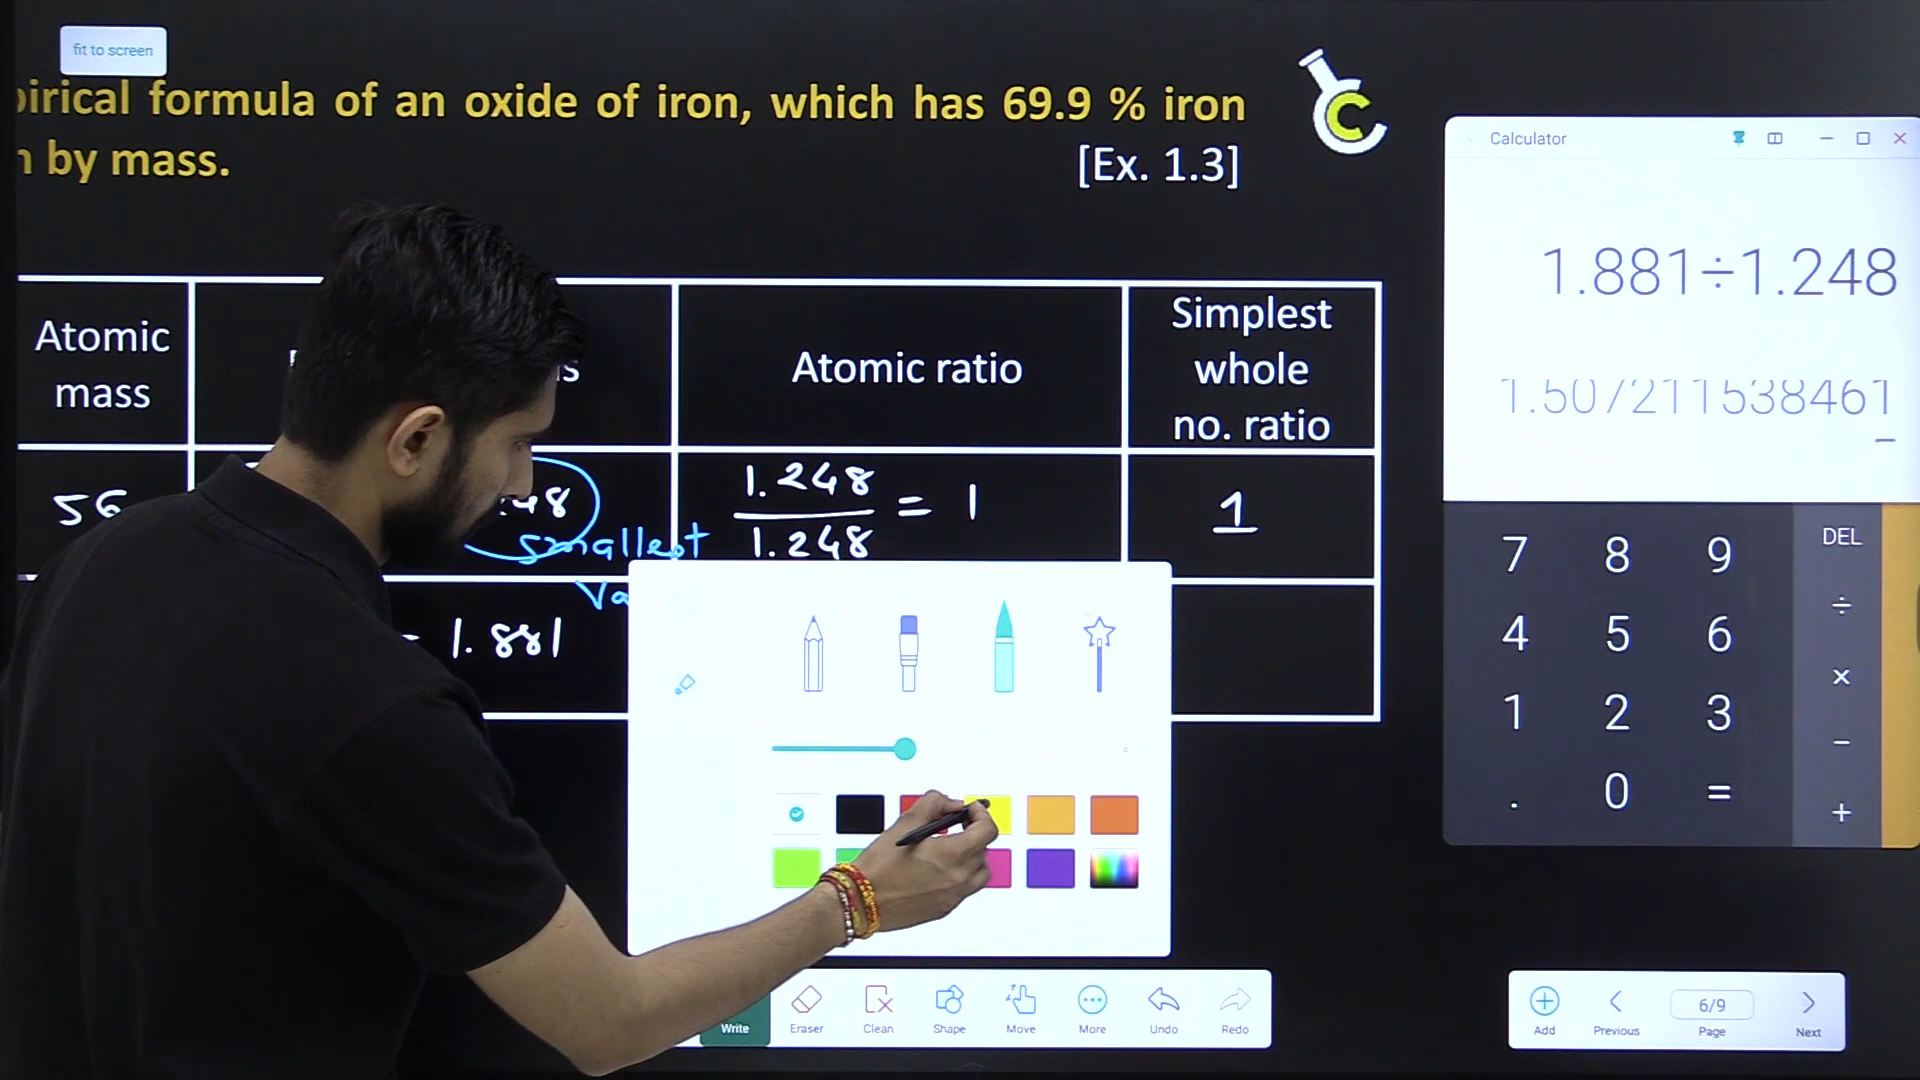 fit to screen
pirical formula of an oxide of iron, which has 69.9 % iron
n by mass.
[Ex. 1.3]
C
Atomic mass
Atomic ratio
Simplest whole no. ratio
56
48
smallest
1.248
1.248
= 1
1
= 1.881
Calculator
1.881÷1.248
1.507211538461
7 8 9 DEL
4 5 6 ÷
1 2 3 ×
. 0 = −
+
Write Eraser Clean Shape Move More Undo Redo
Add Previous 6/9 Page Next